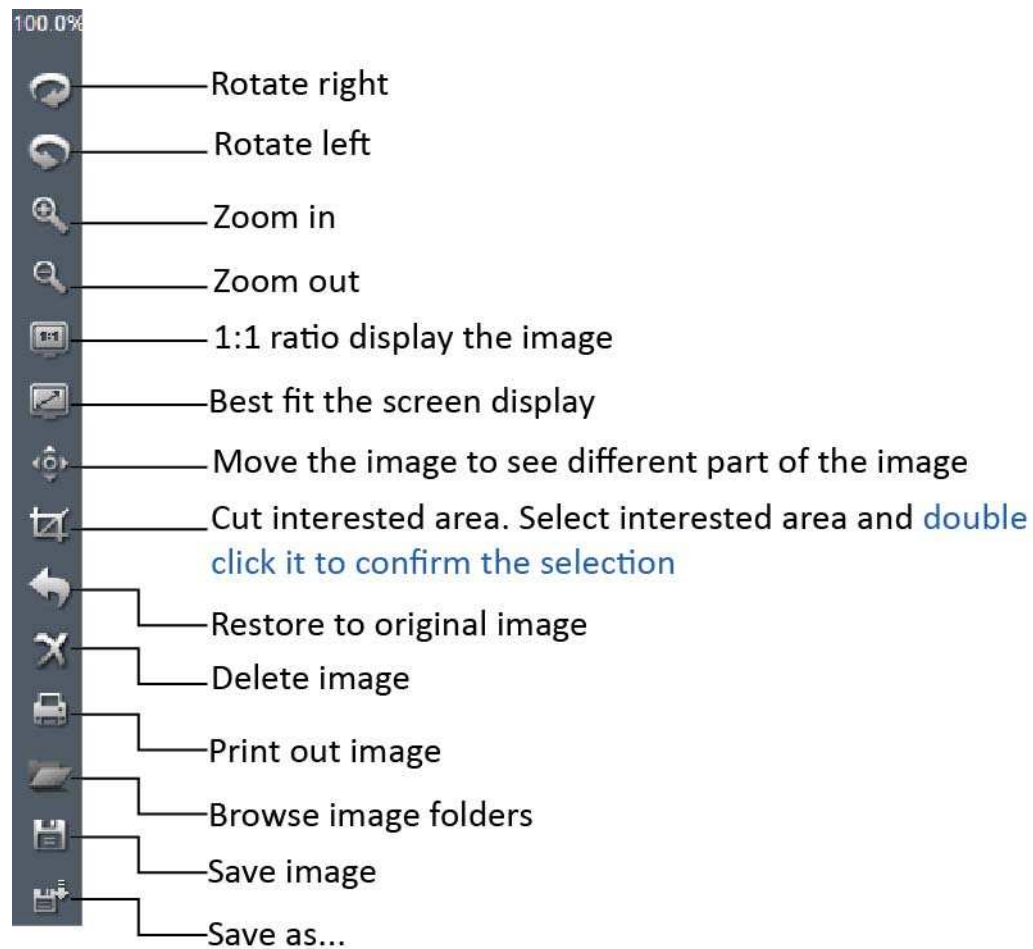 100.0%
Rotate right
Rotate left
Zoom in
Zoom out
1:1
1:1 ratio display the image
Best fit the screen display
Move the image to see different part of the image
Cut interested area. Select interested area and double
click it to confirm the selection
Restore to original image
Delete image
Print out image
Browse image folders
Save image
Save as...